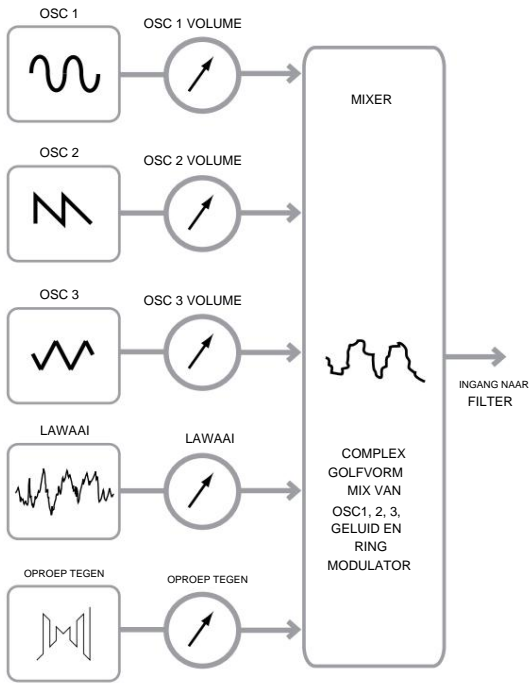 OSC 1
OSC 1 VOLUME
MIXER
OSC 2
OSC 2 VOLUME
OSC 3
OSC 3 VOLUME
INGANG NAAR
FILTER
LAWAAI
LAWAAI
COMPLEX
GOLFVORM
MIX VAN
OSC1, 2, 3,
GELUID EN
RING
MODULATOR
OPROEP TEGEN
OPROEP TEGEN